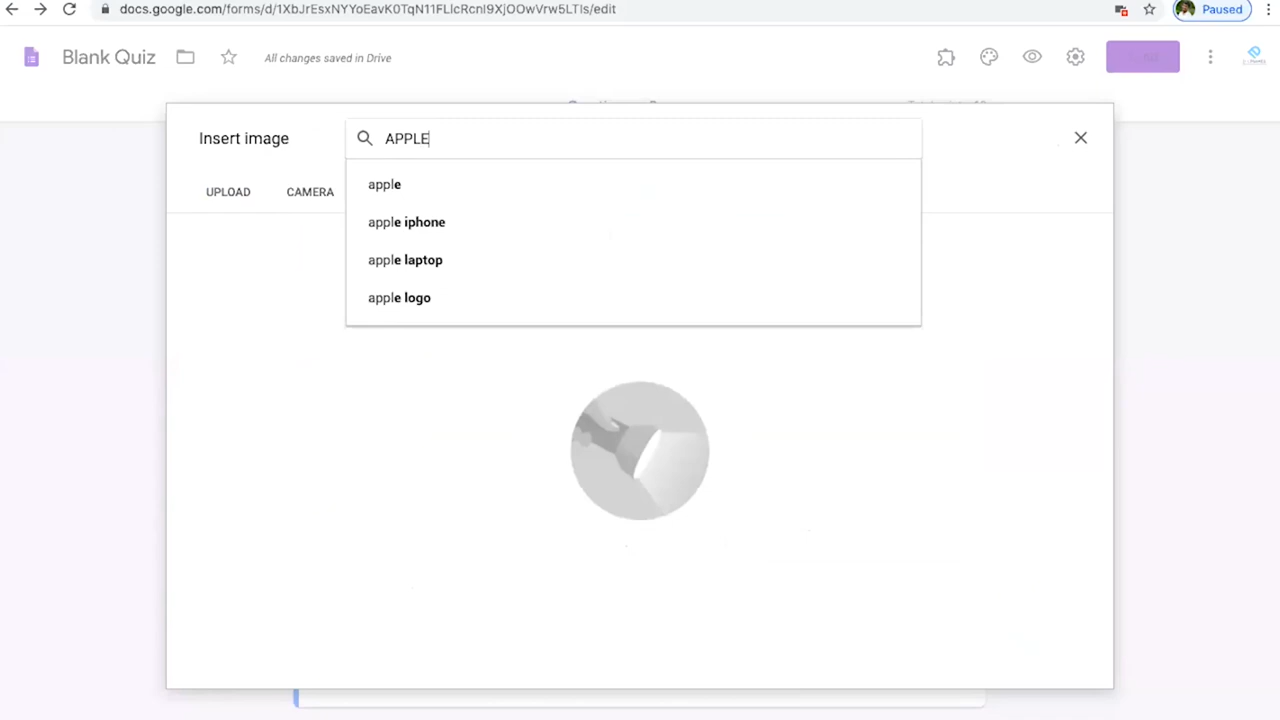 docs.google.com/forms/d/1XbJrEsxNYYoEavK0TqN11FLlcRcnI9XjOOwVrw5LTIs/edit
Paused
Blank Quiz
All changes saved in Drive
Insert image
APPLE
UPLOAD
CAMERA
apple
apple iphone
apple laptop
apple logo